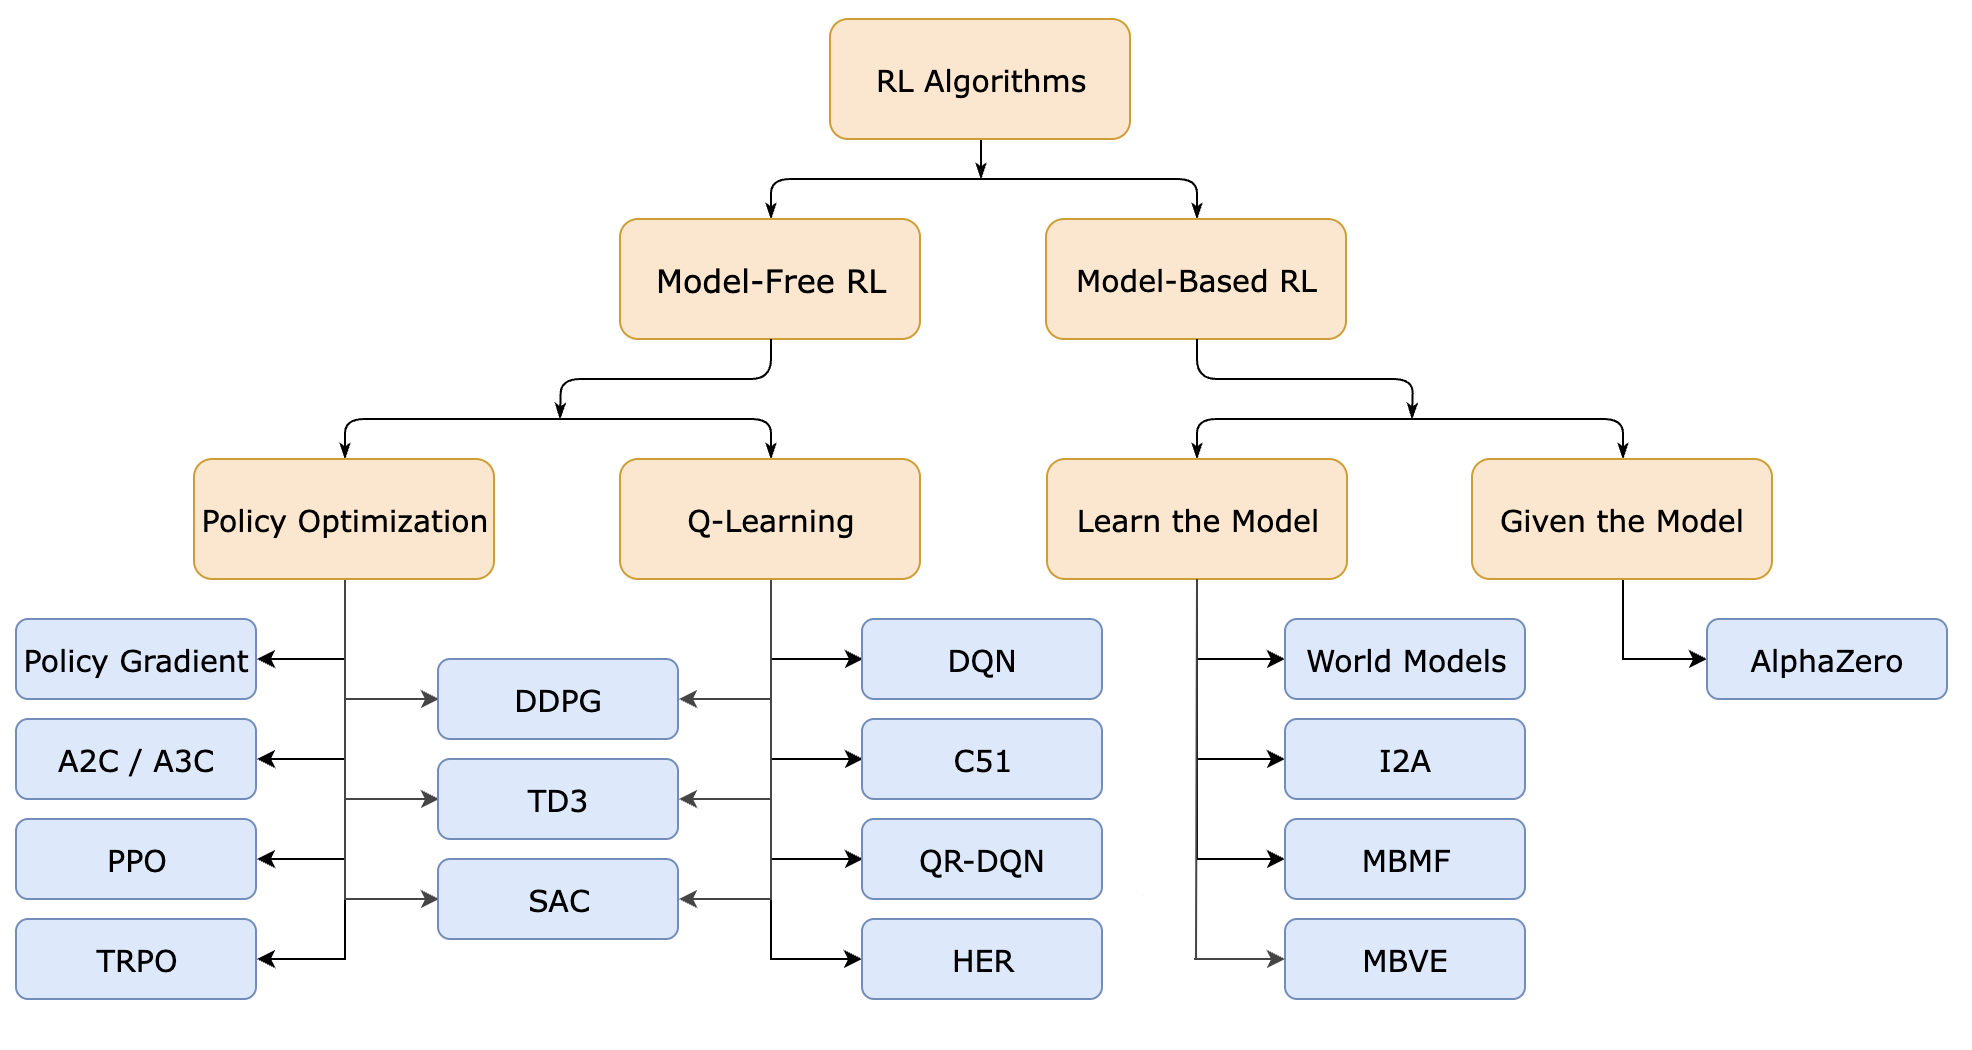 RL Algorithms
Model-Free RL
Model-Based RL
Policy Optimization
Q-Learning
Learn the Model
Given the Model
Policy Gradient
DDPG
DQN
World Models
AlphaZero
A2C / A3C
TD3
C51
I2A
PPO
SAC
QR-DQN
MBMF
TRPO
HER
MBVE